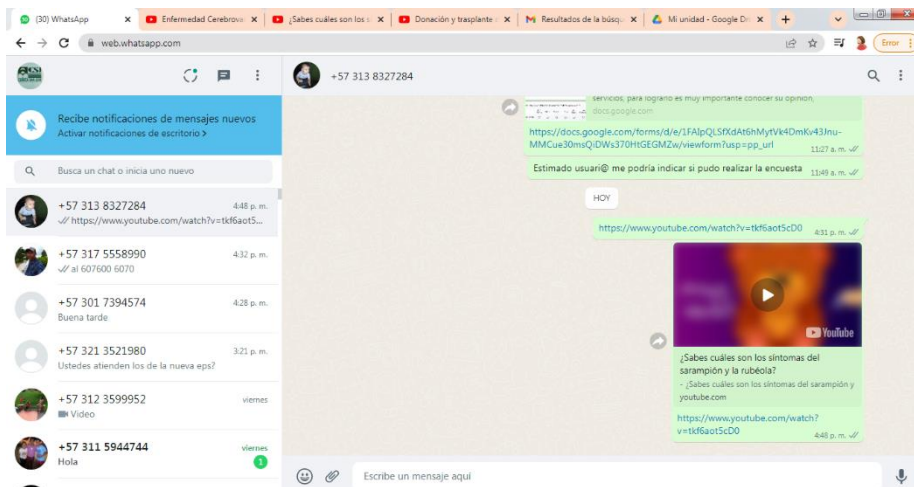 (30) WhatsApp
Enfermedad Cerebrov
¿Sabes cuáles son los s
Donación y trasplante
Resultados de la búsqu
Mi unidad - Google Dr
web.whatsapp.com
Error
+57 313 8327284
Recibe notificaciones de mensajes nuevos
Activar notificaciones de escritorio >
Busca un chat o inicia uno nuevo
+57 313 8327284 4:48 p. m.
https://www.youtube.com/watch?v=tkf6aot5...
+57 317 5558990 4:32 p. m.
al 607600 6070
+57 301 7394574 4:28 p. m.
Buena tarde
+57 321 3521980 3:21 p. m.
Ustedes atienden los de la nueva eps?
+57 312 3599952 viernes
Video
+57 311 5944744 viernes
Hola 1
servicios, para lograrlo es muy importante conocer su opinión,
docs.google.com
https://docs.google.com/forms/d/e/1FAIpQLSfXdAt6hMytVk4DmKv43Jnu-
MMCue30msQiDWs370HtGEGMZw/viewform?usp=pp_url 11:27 a. m.
Estimado usuari@ me podría indicar si pudo realizar la encuesta 11:49 a. m.
HOY
https://www.youtube.com/watch?v=tkf6aot5cD0 4:31 p. m.
YouTube
¿Sabes cuáles son los síntomas del
sarampión y la rubéola?
- ¿Sabes cuáles son los síntomas del sarampión y
youtube.com
https://www.youtube.com/watch?
v=tkf6aot5cD0 4:48 p. m.
Escribe un mensaje aquí